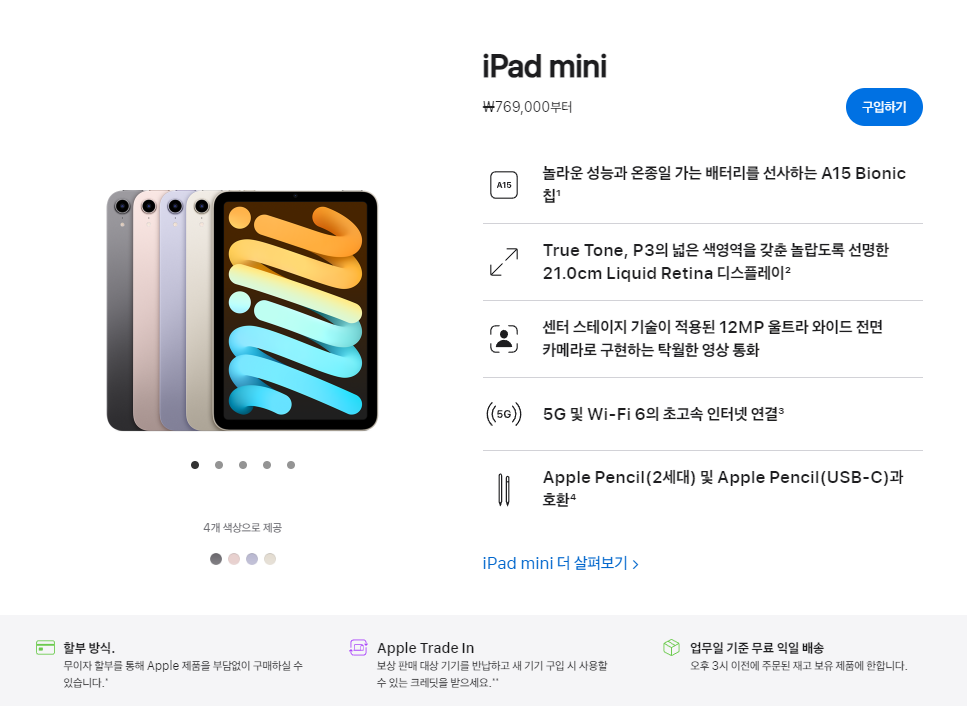 iPad mini
₩769,000부터
구입하기
A15
놀라운 성능과 온종일 가는 배터리를 선사하는 A15 Bionic
칩¹
True Tone, P3의 넓은 색영역을 갖춘 놀랍도록 선명한
21.0cm Liquid Retina 디스플레이²
센터 스테이지 기술이 적용된 12MP 울트라 와이드 전면
카메라로 구현하는 탁월한 영상 통화
5G
5G 및 Wi-Fi 6의 초고속 인터넷 연결³
Apple Pencil(2세대) 및 Apple Pencil(USB-C)과
호환⁴
4개 색상으로 제공
iPad mini 더 살펴보기 >
할부 방식.
무이자 할부를 통해 Apple 제품을 부담없이 구매하실 수
있습니다.*
Apple Trade In
보상 판매 대상 기기를 반납하고 새 기기 구입 시 사용할
수 있는 크레딧을 받으세요.**
업무일 기준 무료 익일 배송
오후 3시 이전에 주문된 재고 보유 제품에 한합니다.